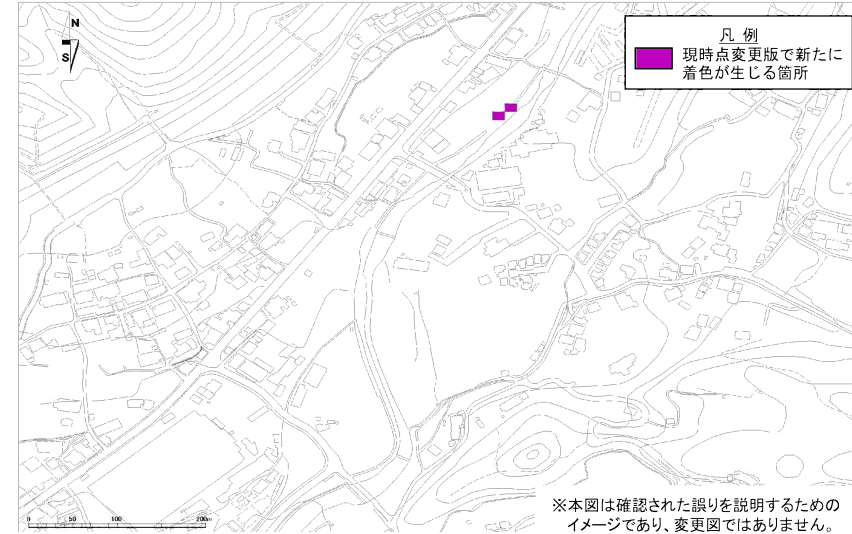 N
S
凡 例
現時点変更版で新たに
着色が生じる箇所
0 50 100 200m
※本図は確認された誤りを説明するための
イメージであり、変更図ではありません。